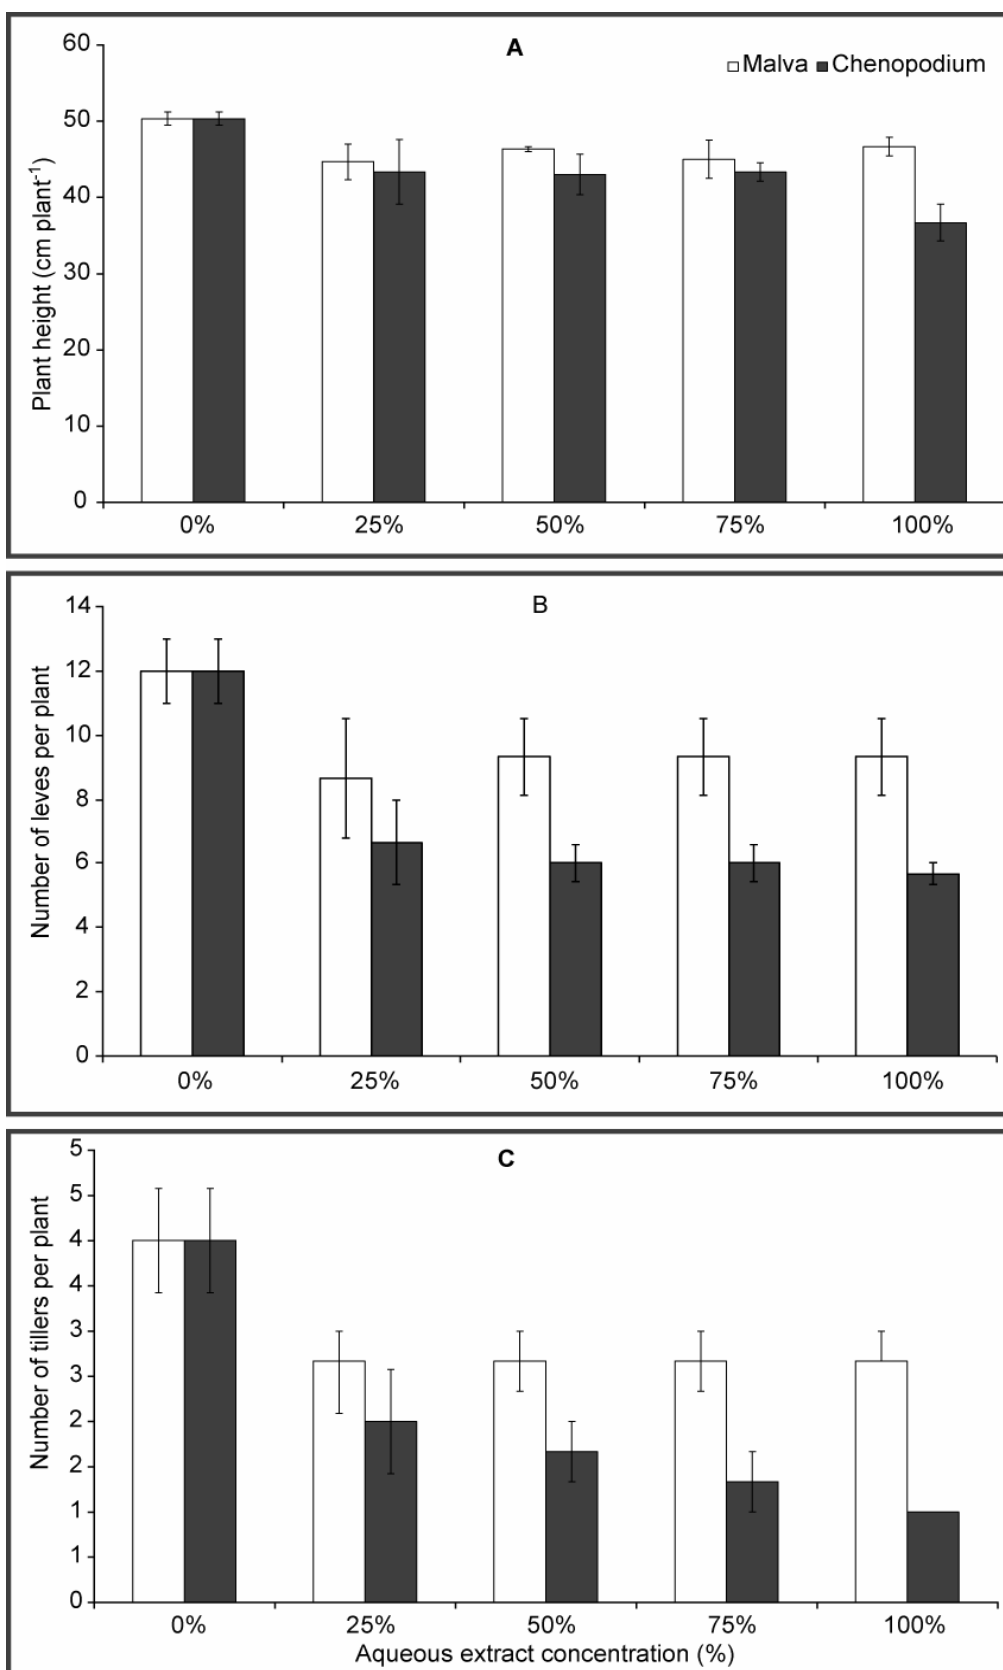 A
Malva Chenopodium
Plant height (cm plant⁻¹)
60
50
40
30
20
10
0
0% 25% 50% 75% 100%
B
Number of leves per plant
14
12
10
8
6
4
2
0
0% 25% 50% 75% 100%
C
Number of tillers per plant
5
5
4
4
3
3
2
2
1
1
0
0% 25% 50% 75% 100%
Aqueous extract concentration (%)